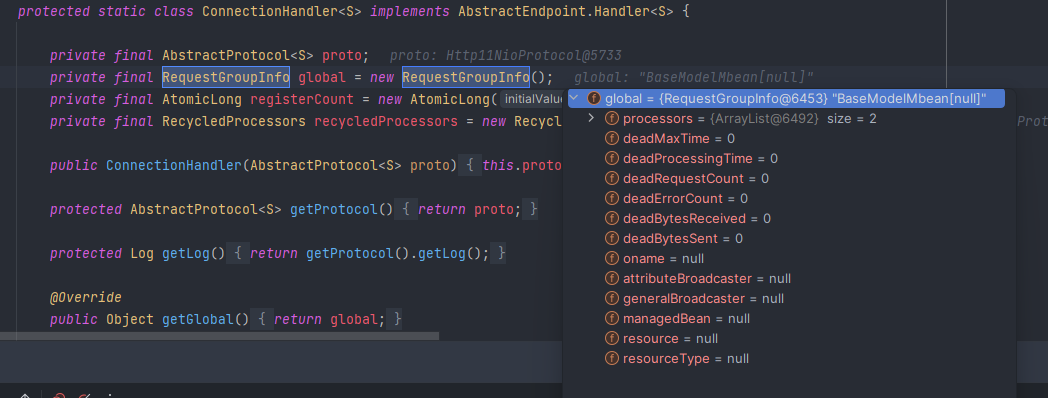 protected static class ConnectionHandler<S> implements AbstractEndpoint.Handler<S> {
private final AbstractProtocol<S> proto;   proto: Http11NioProtocol@5733
private final RequestGroupInfo global = new RequestGroupInfo();   global: "BaseModelMbean[null]"
private final AtomicLong registerCount = new AtomicLong( initialValue
private final RecycledProcessors recycledProcessors = new Recycl
public ConnectionHandler(AbstractProtocol<S> proto) { this.proto
protected AbstractProtocol<S> getProtocol() { return proto; }
protected Log getLog() { return getProtocol().getLog(); }
@Override
public Object getGlobal() { return global; }
global = {RequestGroupInfo@6453} "BaseModelMbean[null]"
processors = {ArrayList@6492}  size = 2
deadMaxTime = 0
deadProcessingTime = 0
deadRequestCount = 0
deadErrorCount = 0
deadBytesReceived = 0
deadBytesSent = 0
oname = null
attributeBroadcaster = null
generalBroadcaster = null
managedBean = null
resource = null
resourceType = null
Prot